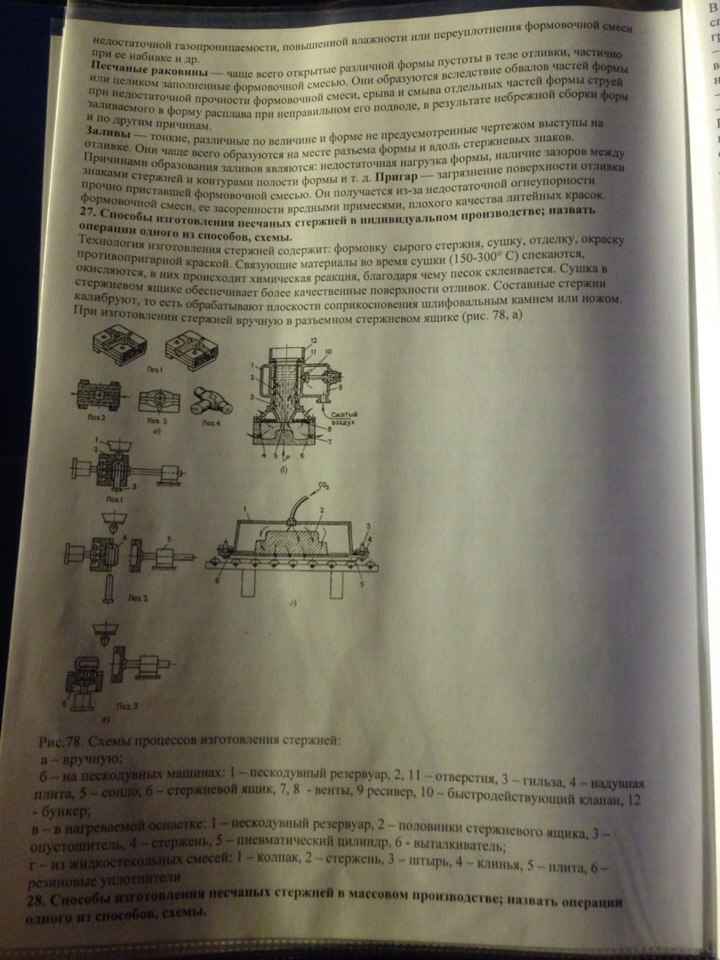 недостаточной газопроницаемости, повышенной влажности или переуплотнения формовочной смеси
при ее набивке и др.
Песчаные раковины — чаще всего открытые различной формы пустоты в теле отливки, частично
или целиком заполненные формовочной смесью. Они образуются вследствие обвалов частей формы
при недостаточной прочности формовочной смеси, срыва и смыва отдельных частей формы струей
заливаемого в форму расплава при неправильном его подводе, в результате небрежной сборки форм
и по другим причинам.
Заливы — тонкие, различные по величине и форме не предусмотренные чертежом выступы на
отливке. Они чаще всего образуются на месте разъема формы и вдоль стержневых знаков.
Причинами образования заливов являются: недостаточная нагрузка формы, наличие зазоров между
знаками стержней и контурами полости формы и т. д. Пригар — загрязнение поверхности отливки
прочно приставшей формовочной смесью. Он получается из-за недостаточной огнеупорности
формовочной смеси, ее засоренности вредными примесями, плохого качества литейных красок.
27. Способы изготовления песчаных стержней в индивидуальном производстве; назвать
операции одного из способов, схемы.
Технология изготовления стержней содержит: формовку сырого стержня, сушку, отделку, окраску
противопригарной краской. Связующие материалы во время сушки (150-300° С) спекаются,
окисляются, в них происходит химическая реакция, благодаря чему песок склеивается. Сушка в
стержневом ящике обеспечивает более качественные поверхности отливок. Составные стержни
калибруют, то есть обрабатывают плоскости соприкосновения шлифовальным камнем или ножом.
При изготовлении стержней вручную в разъемном стержневом ящике (рис. 78, а)
Поз.1
Поз.2 Поз. 3 Поз.4
а)
12
11 10
1
2
3
9
Сжатый
воздух
8
7
4 5 6
б)
1
2
3
Поз.1
4
5
Поз.2
6
Поз.3
в)
CO2
1 2 3
4
5
6
г)
Рис.78. Схемы процессов изготовления стержней:
а – вручную;
б – на пескодувных машинах: 1 – пескодувный резервуар, 2, 11 – отверстия, 3 – гильза, 4 – надувная
плита, 5 – сопло, 6 – стержневой ящик, 7, 8 - венты, 9 ресивер, 10 – быстродействующий клапан, 12
- бункер;
в – в нагреваемой оснастке: 1 – пескодувный резервуар, 2 – половинки стержневого ящика, 3 –
опустошитель, 4 – стержень, 5 – пневматический цилиндр, 6 - выталкиватель;
г – из жидкостекольных смесей: 1 – колпак, 2 – стержень, 3 – штырь, 4 – клинья, 5 – плита, 6 –
резиновые уплотнители
28. Способы изготовления песчаных стержней в массовом производстве; назвать операции
одного из способов, схемы.